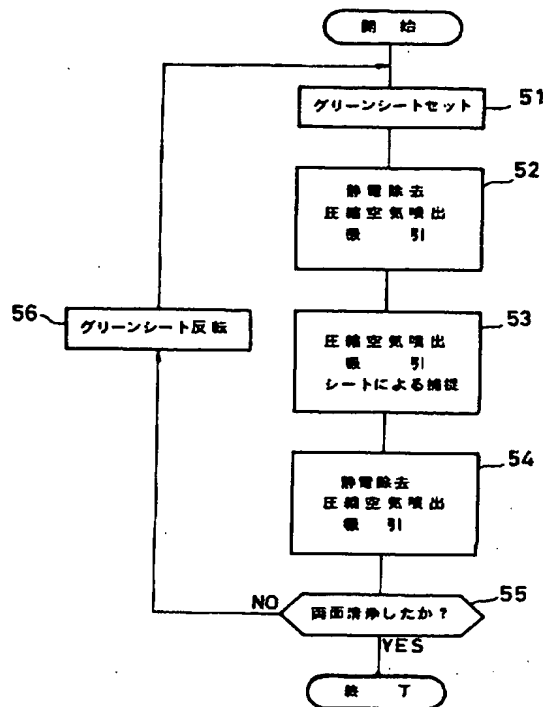 開始
グリーンシートセット 51
52
静電除去
圧縮空気噴出
吸引
53
圧縮空気噴出
吸引
シートによる捕捉
56 グリーンシート反転
54
静電除去
圧縮空気噴出
吸引
55
NO 両面清浄したか？
YES
終了